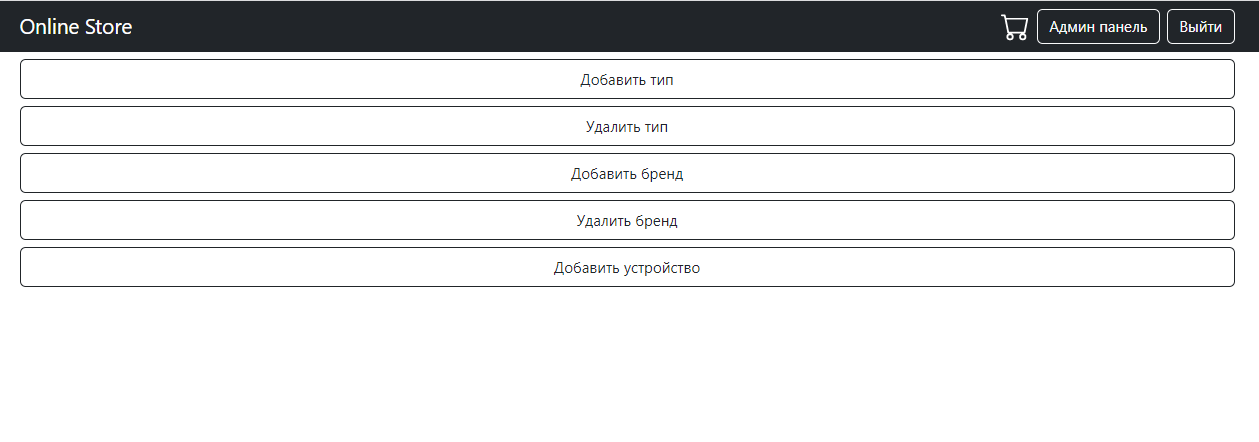 Online Store
Админ панель
Выйти
Добавить тип
Удалить тип
Добавить бренд
Удалить бренд
Добавить устройство